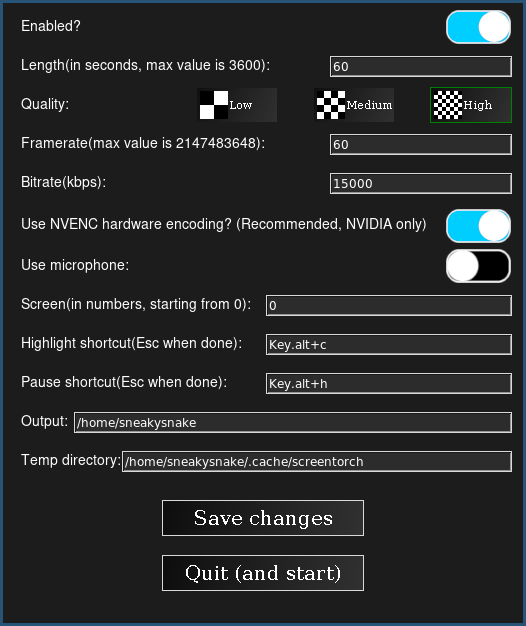 Enabled?
Length(in seconds, max value is 3600): 60
Quality: Low Medium High
Framerate(max value is 2147483648): 60
Bitrate(kbps): 15000
Use NVENC hardware encoding? (Recommended, NVIDIA only)
Use microphone:
Screen(in numbers, starting from 0): 0
Highlight shortcut(Esc when done): Key.alt+c
Pause shortcut(Esc when done): Key.alt+h
Output: /home/sneakysnake
Temp directory: /home/sneakysnake/.cache/screentorch
Save changes
Quit (and start)